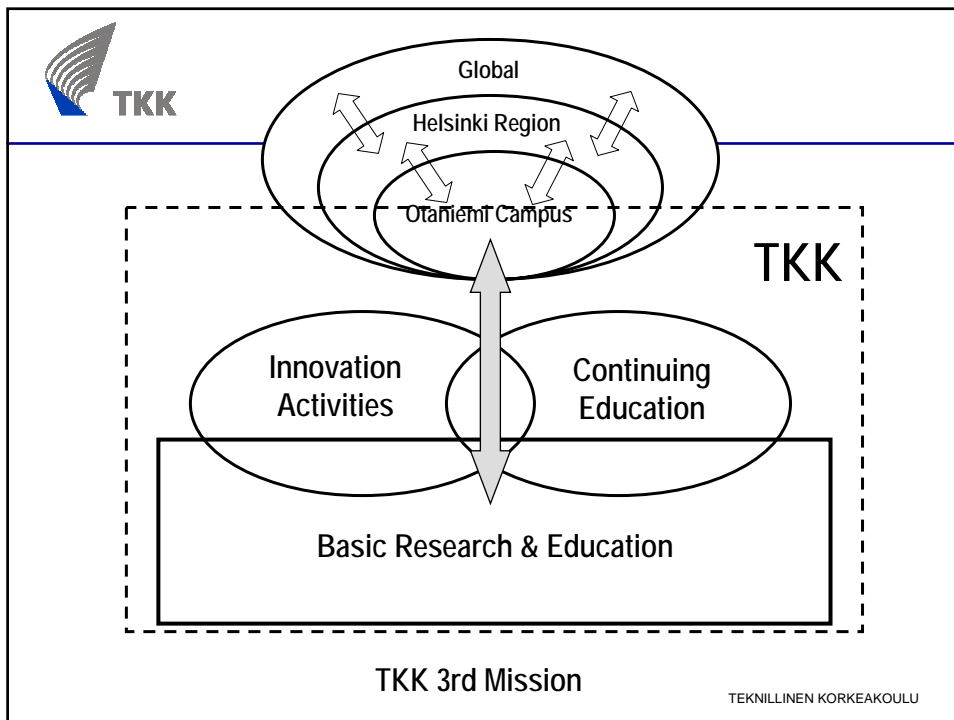 TKK
Global
Helsinki Region
Otaniemi Campus
TKK
Innovation
Activities
Continuing
Education
Basic Research & Education
TKK 3rd Mission
TEKNILLINEN KORKEAKOULU